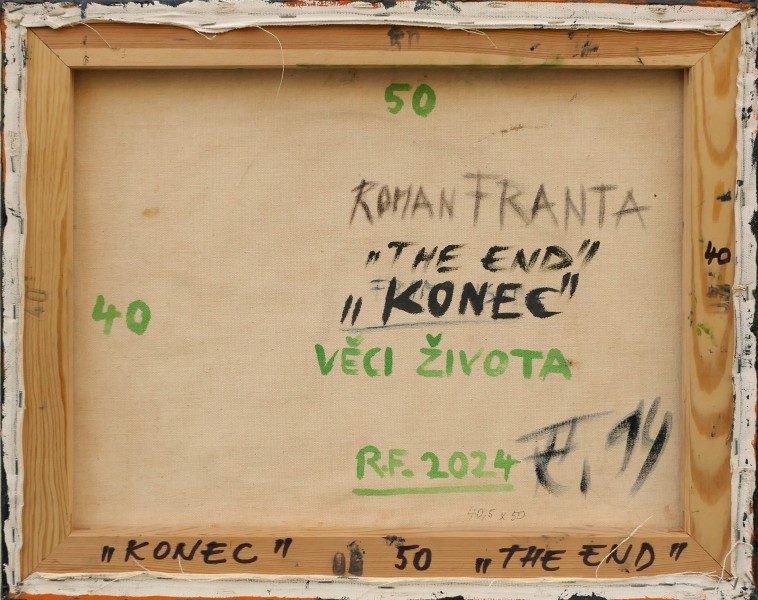 50
ROMAN FRANTA
"THE END"
40
"KONEC"
40
VĚCI ŽIVOTA
R.F. 2024
40,5 x 50
"KONEC" 50 "THE END"